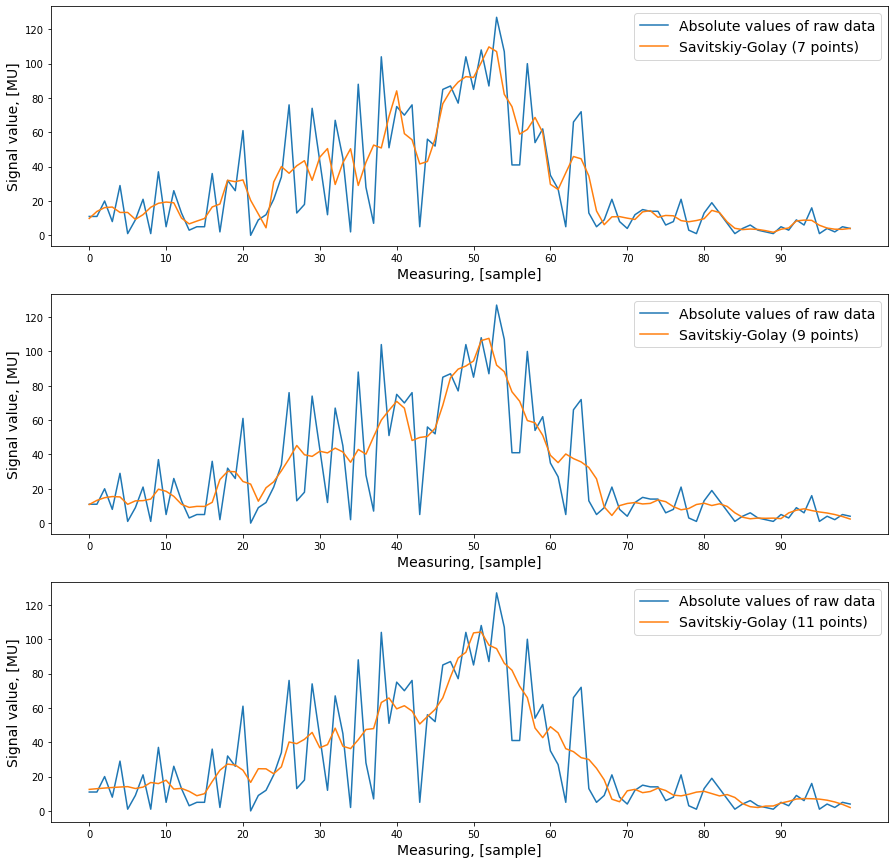 Absolute values of raw data
Savitskiy-Golay (7 points)
Signal value, [MU]
120
100
80
60
40
20
0
0 10 20 30 40 50 60 70 80 90
Measuring, [sample]
Absolute values of raw data
Savitskiy-Golay (9 points)
Signal value, [MU]
120
100
80
60
40
20
0
0 10 20 30 40 50 60 70 80 90
Measuring, [sample]
Absolute values of raw data
Savitskiy-Golay (11 points)
Signal value, [MU]
120
100
80
60
40
20
0
0 10 20 30 40 50 60 70 80 90
Measuring, [sample]